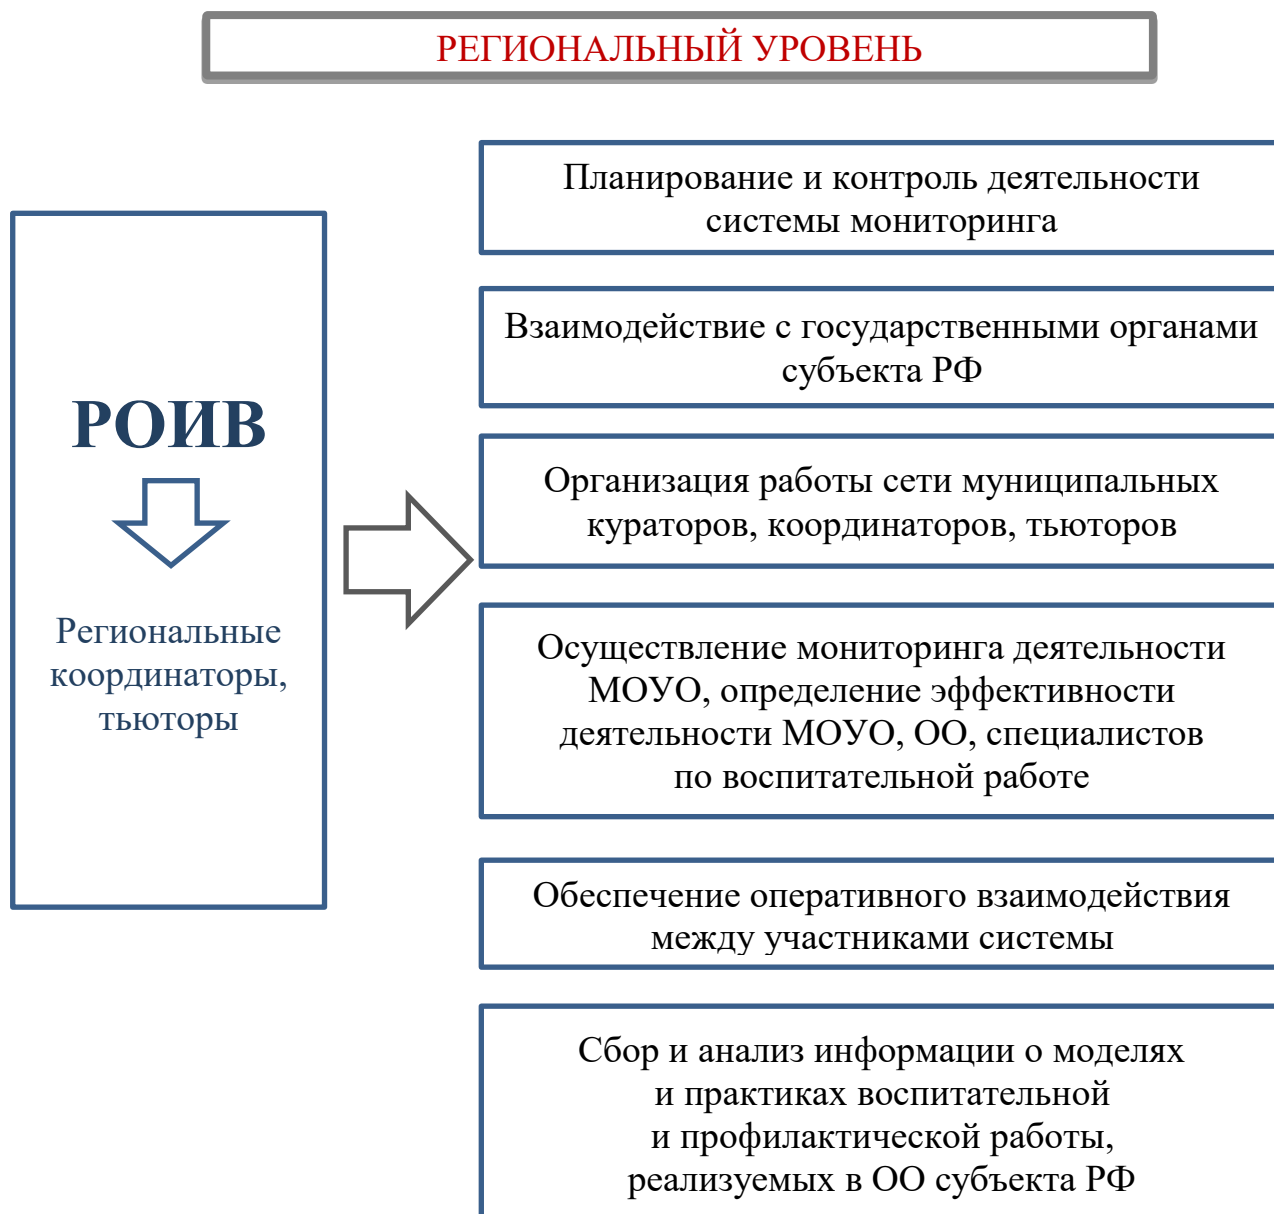 РЕГИОНАЛЬНЫЙ УРОВЕНЬ
РОИВ
Региональные
координаторы,
тьюторы
Планирование и контроль деятельности
системы мониторинга
Взаимодействие с государственными органами
субъекта РФ
Организация работы сети муниципальных
кураторов, координаторов, тьюторов
Осуществление мониторинга деятельности
МОУО, определение эффективности
деятельности МОУО, ОО, специалистов
по воспитательной работе
Обеспечение оперативного взаимодействия
между участниками системы
Сбор и анализ информации о моделях
и практиках воспитательной
и профилактической работы,
реализуемых в ОО субъекта РФ